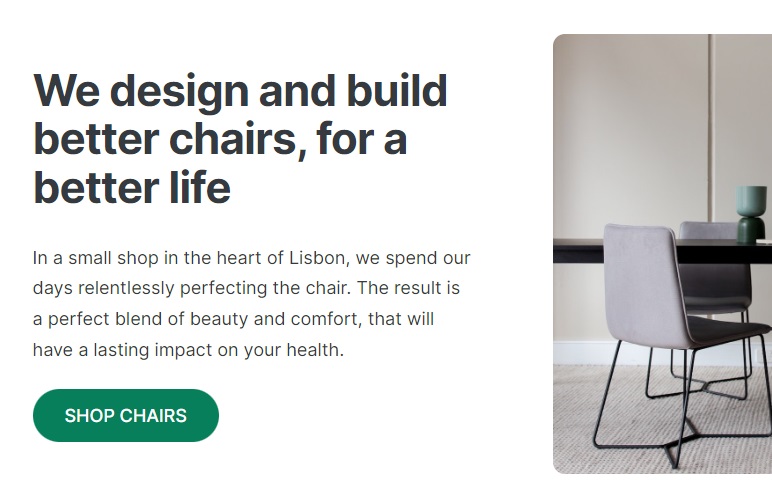 We design and build
better chairs, for a
better life
In a small shop in the heart of Lisbon, we spend our
days relentlessly perfecting the chair. The result is
a perfect blend of beauty and comfort, that will
have a lasting impact on your health.
SHOP CHAIRS